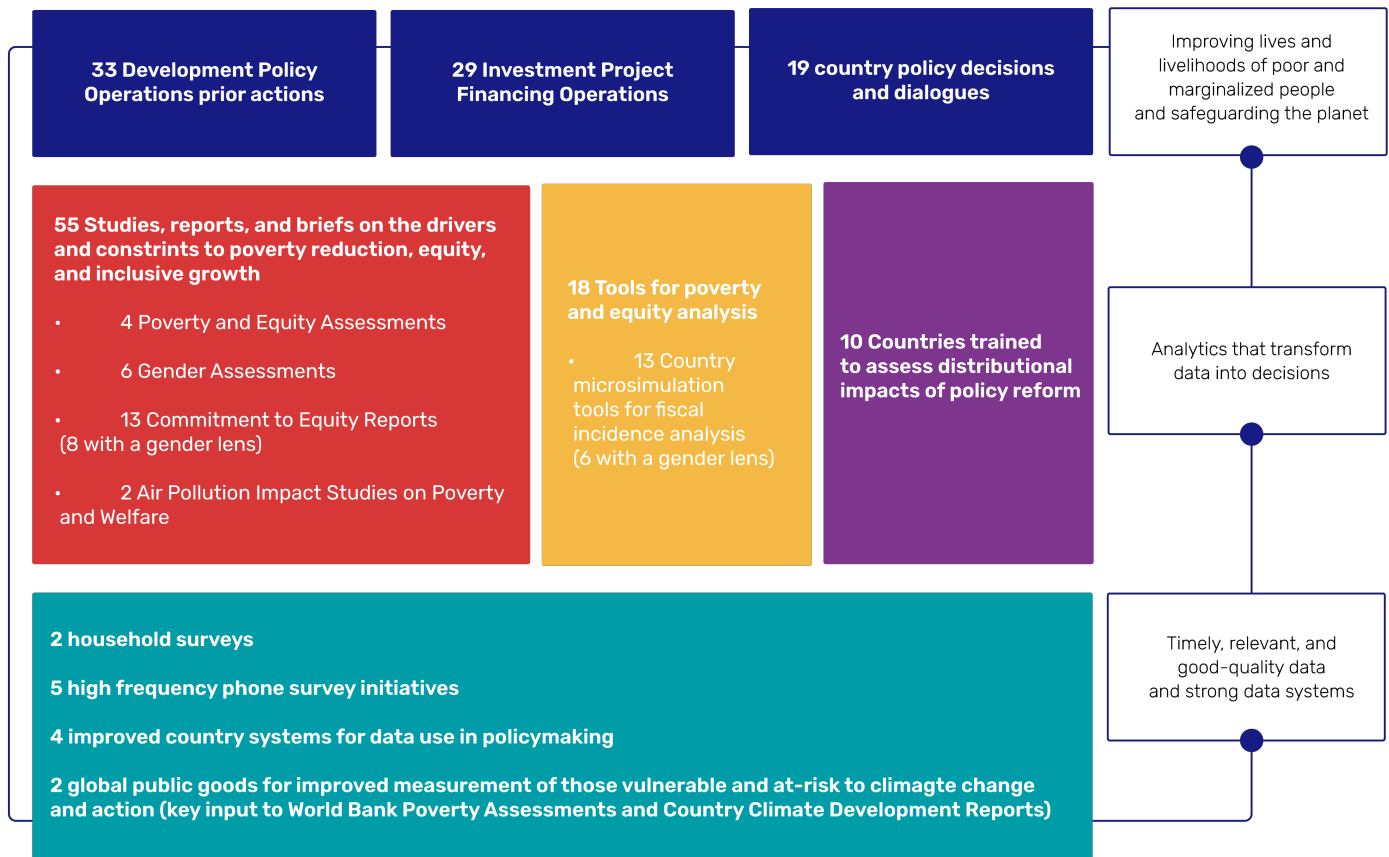 33 Development Policy
Operations prior actions
29 Investment Project
Financing Operations
19 country policy decisions
and dialogues
Improving lives and
livelihoods of poor and
marginalized people
and safeguarding the planet
55 Studies, reports, and briefs on the drivers
and constrints to poverty reduction, equity,
and inclusive growth
• 4 Poverty and Equity Assessments
• 6 Gender Assessments
• 13 Commitment to Equity Reports
(8 with a gender lens)
• 2 Air Pollution Impact Studies on Poverty
and Welfare
18 Tools for poverty
and equity analysis
• 13 Country
microsimulation
tools for fiscal
incidence analysis
(6 with a gender lens)
10 Countries trained
to assess distributional
impacts of policy reform
Analytics that transform
data into decisions
2 household surveys
5 high frequency phone survey initiatives
4 improved country systems for data use in policymaking
2 global public goods for improved measurement of those vulnerable and at-risk to climagte change
and action (key input to World Bank Poverty Assessments and Country Climate Development Reports)
Timely, relevant, and
good-quality data
and strong data systems